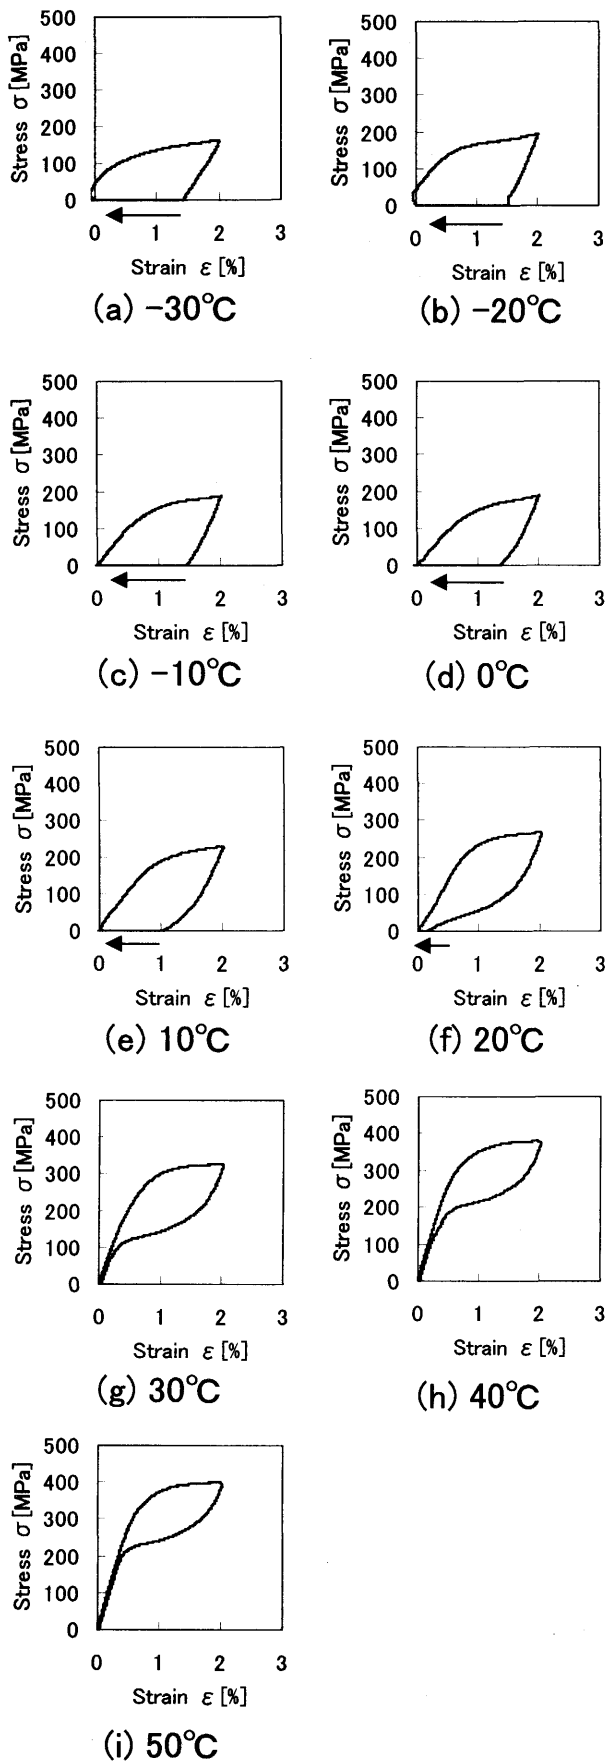 500
400
300
200
100
0
Stress σ [MPa]
0 1 2 3
Strain ε [%]
(a) −30°C
500
400
300
200
100
0
Stress σ [MPa]
0 1 2 3
Strain ε [%]
(b) −20°C
500
400
300
200
100
0
Stress σ [MPa]
0 1 2 3
Strain ε [%]
(c) −10°C
500
400
300
200
100
0
Stress σ [MPa]
0 1 2 3
Strain ε [%]
(d) 0°C
500
400
300
200
100
0
Stress σ [MPa]
0 1 2 3
Strain ε [%]
(e) 10°C
500
400
300
200
100
0
Stress σ [MPa]
0 1 2 3
Strain ε [%]
(f) 20°C
500
400
300
200
100
0
Stress σ [MPa]
0 1 2 3
Strain ε [%]
(g) 30°C
500
400
300
200
100
0
Stress σ [MPa]
0 1 2 3
Strain ε [%]
(h) 40°C
500
400
300
200
100
0
Stress σ [MPa]
0 1 2 3
Strain ε [%]
(i) 50°C